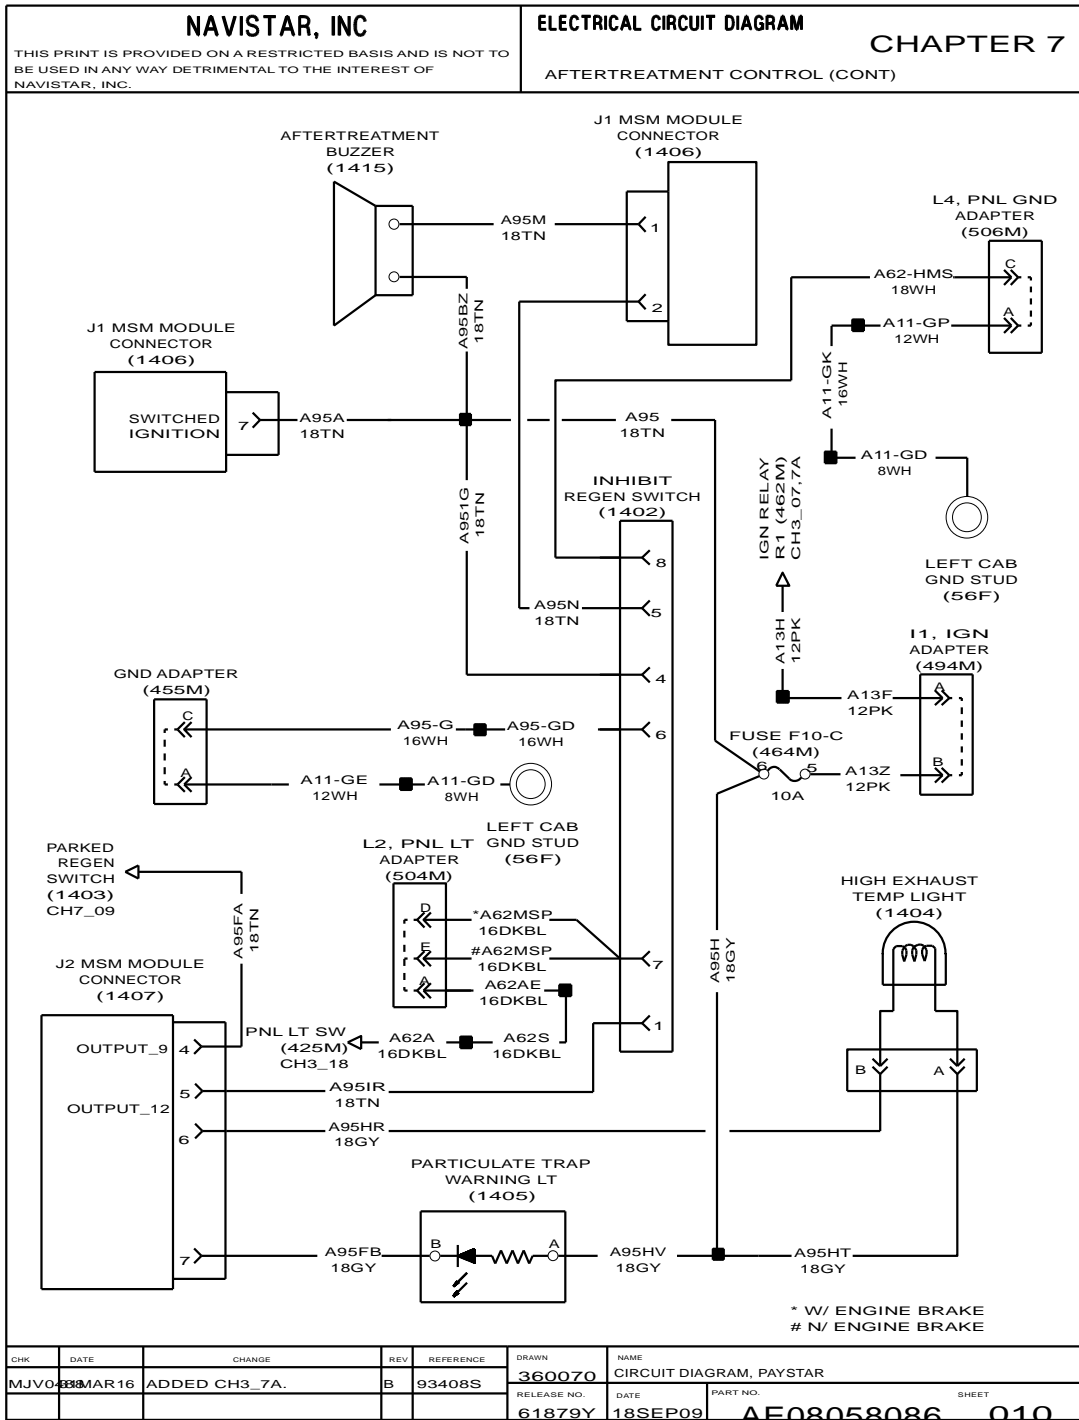 NAVISTAR, INC
THIS PRINT IS PROVIDED ON A RESTRICTED BASIS AND IS NOT TO
BE USED IN ANY WAY DETRIMENTAL TO THE INTEREST OF
NAVISTAR, INC.
ELECTRICAL CIRCUIT DIAGRAM
CHAPTER 7
AFTERTREATMENT CONTROL (CONT)
AFTERTREATMENT
BUZZER
(1415)
J1 MSM MODULE
CONNECTOR
(1406)
A95M
18TN
1
2
L4, PNL GND
ADAPTER
(506M)
C
A
A62-HMS
18WH
A11-GP
12WH
A11-GK
16WH
A11-GD
8WH
LEFT CAB
GND STUD
(56F)
A95BZ
18TN
J1 MSM MODULE
CONNECTOR
(1406)
SWITCHED
IGNITION
7
A95A
18TN
A95
18TN
A951G
18TN
INHIBIT
REGEN SWITCH
(1402)
8
5
4
6
7
1
A95N
18TN
IGN RELAY
R1 (462M)
CH3_07,7A
A13H
12PK
I1, IGN
ADAPTER
(494M)
A
B
A13F
12PK
A13Z
12PK
FUSE F10-C
(464M)
6
5
10A
GND ADAPTER
(455M)
C
A
A95-G
16WH
A95-GD
16WH
A11-GE
12WH
A11-GD
8WH
LEFT CAB
GND STUD
(56F)
L2, PNL LT
ADAPTER
(504M)
D
E
A
*A62MSP
16DKBL
#A62MSP
16DKBL
A62AE
16DKBL
PNL LT SW
(425M)
CH3_18
A62A
16DKBL
A62S
16DKBL
PARKED
REGEN
SWITCH
(1403)
CH7_09
A95FA
18TN
J2 MSM MODULE
CONNECTOR
(1407)
OUTPUT_9
4
5
OUTPUT_12
6
7
A95IR
18TN
A95HR
18GY
A95H
18GY
HIGH EXHAUST
TEMP LIGHT
(1404)
B
A
PARTICULATE TRAP
WARNING LT
(1405)
A95FB
18GY
B
A
A95HV
18GY
A95HT
18GY
* W/ ENGINE BRAKE
# N/ ENGINE BRAKE
CHK
DATE
CHANGE
REV
REFERENCE
ADDED CH3_7A.
B
93408S
DRAWN
360070
NAME
CIRCUIT DIAGRAM, PAYSTAR
RELEASE NO.
61879Y
DATE
18SEP09
PART NO.
AE08058086
SHEET
010